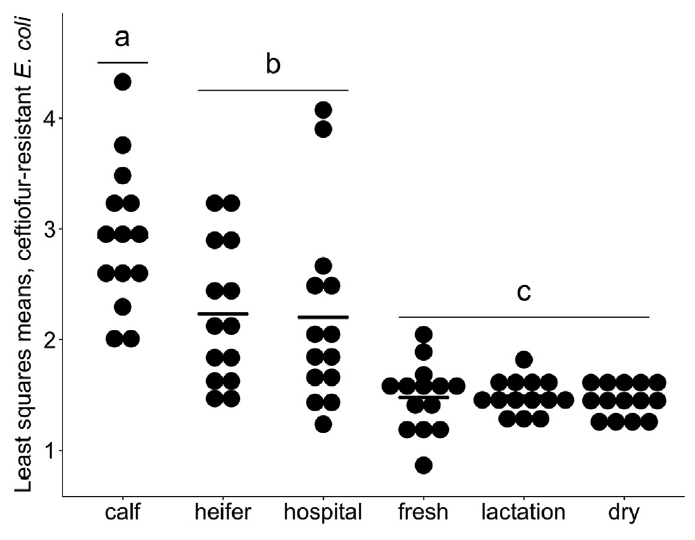 Least squares means, ceftiofur-resistant E. coli
a
b
c
4
3
2
1
calf heifer hospital fresh lactation dry